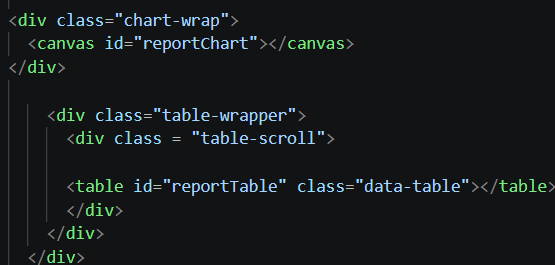 <div class="chart-wrap">
<canvas id="reportChart"></canvas>
</div>
<div class="table-wrapper">
<div class = "table-scroll">
<table id="reportTable" class="data-table"></table>
</div>
</div>
</div>